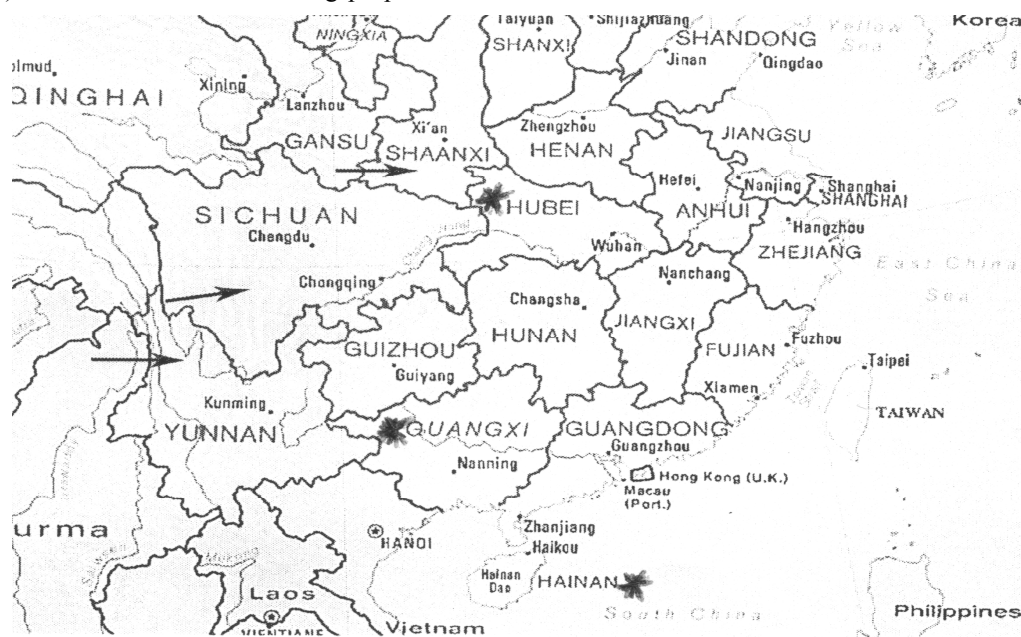 Taiyuan
Shijiazhuang
Yellow
Sea
Korea
NINGXIA
SHANXI
SHANDONG
Jinan
Qingdao
olmud
QINGHAI
Xining
Lanzhou
GANSU
Xi'an
SHAANXI
Zhengzhou
HENAN
JIANGSU
Hefei
Nanjing
Shanghai
SHANGHAI
ANHUI
SICHUAN
Chengdu
HUBEI
Wuhan
Hangzhou
ZHEJIANG
East China
Sea
Chongqing
Nanchang
Changsha
HUNAN
JIANGXI
FUJIAN
Fuzhou
GUIZHOU
Guiyang
Taipei
Xiamen
TAIWAN
Kunming
YUNNAN
GUANGXI
GUANGDONG
Guangzhou
Nanning
Hong Kong (U.K.)
Macau
(Port.)
urma
HANOI
Zhanjiang
Haikou
Mekong
Hainan
Dao
HAINAN
Laos
South China
Philippines
VIENTIANE
Vietnam